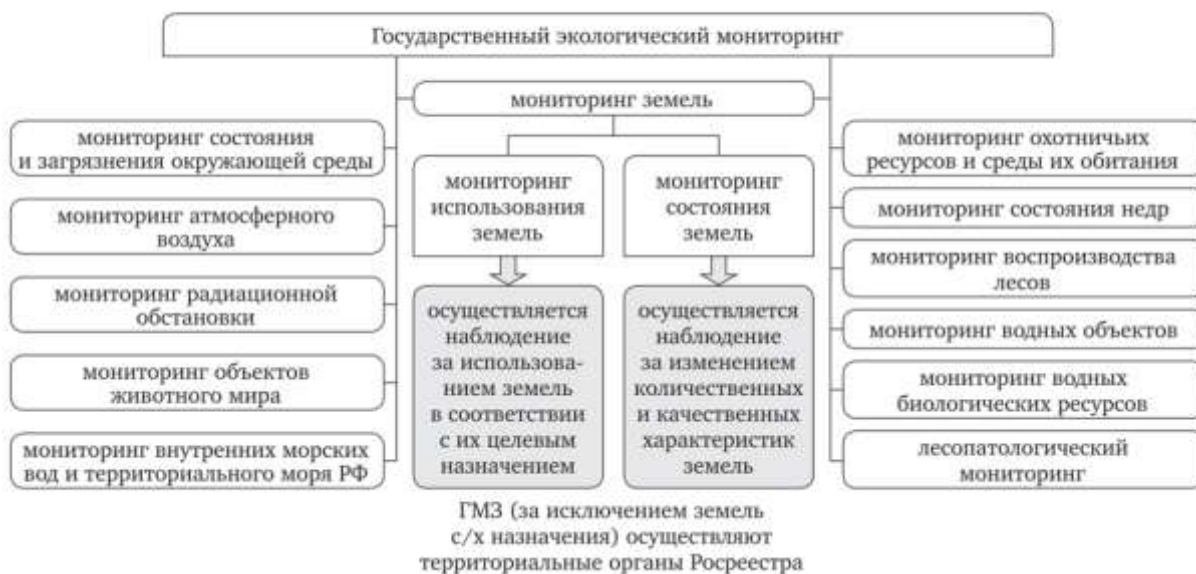 Государственный экологический мониторинг
мониторинг земель
мониторинг состояния
и загрязнения окружающей среды
мониторинг атмосферного
воздуха
мониторинг радиационной
обстановки
мониторинг объектов
животного мира
мониторинг внутренних морских
вод и территориального моря РФ
мониторинг
использования
земель
осуществляется
наблюдение
за использова-
нием земель
в соответствии
с их целевым
назначением
мониторинг
состояния
земель
осуществляется
наблюдение
за изменением
количественных
и качественных
характеристик
земель
мониторинг охотничьих
ресурсов и среды их обитания
мониторинг состояния недр
мониторинг воспроизводства
лесов
мониторинг водных объектов
мониторинг водных
биологических ресурсов
лесопатологический
мониторинг
ГМЗ (за исключением земель
с/х назначения) осуществляют
территориальные органы Росреестра